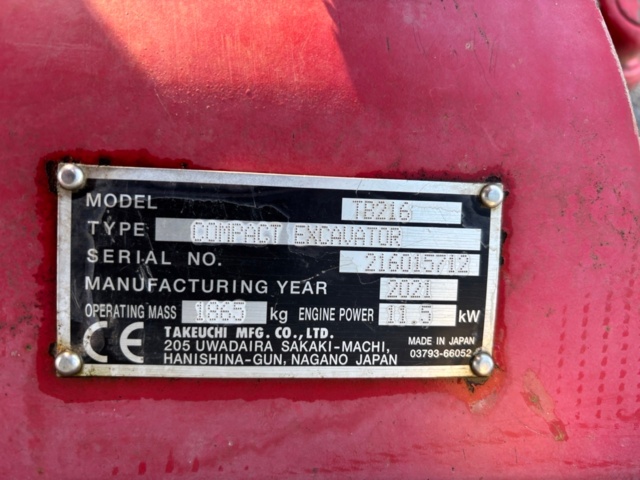 MODEL TB216
TYPE COMPACT EXCAVATOR
SERIAL NO. 216015712
MANUFACTURING YEAR 2021
OPERATING MASS 1865 kg ENGINE POWER 11.5 kW
CE TAKEUCHI MFG. CO., LTD.
205 UWADAIRA SAKAKI-MACHI, MADE IN JAPAN
HANISHINA-GUN, NAGANO JAPAN 03793-66052